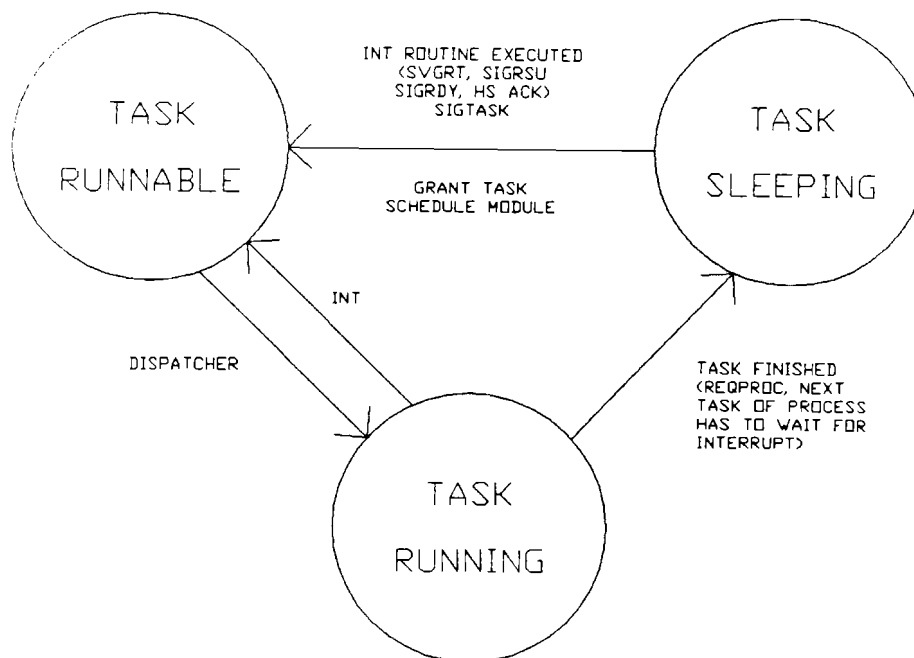 INT ROUTINE EXECUTED
(SVGRT, SIGRSU
SIGRDY, HS ACK)
SIGTASK
TASK
RUNNABLE
TASK
SLEEPING
GRANT TASK
SCHEDULE MODULE
INT
DISPATCHER
TASK FINISHED
(REQPROC, NEXT
TASK OF PROCESS
HAS TO WAIT FOR
INTERRUPT)
TASK
RUNNING